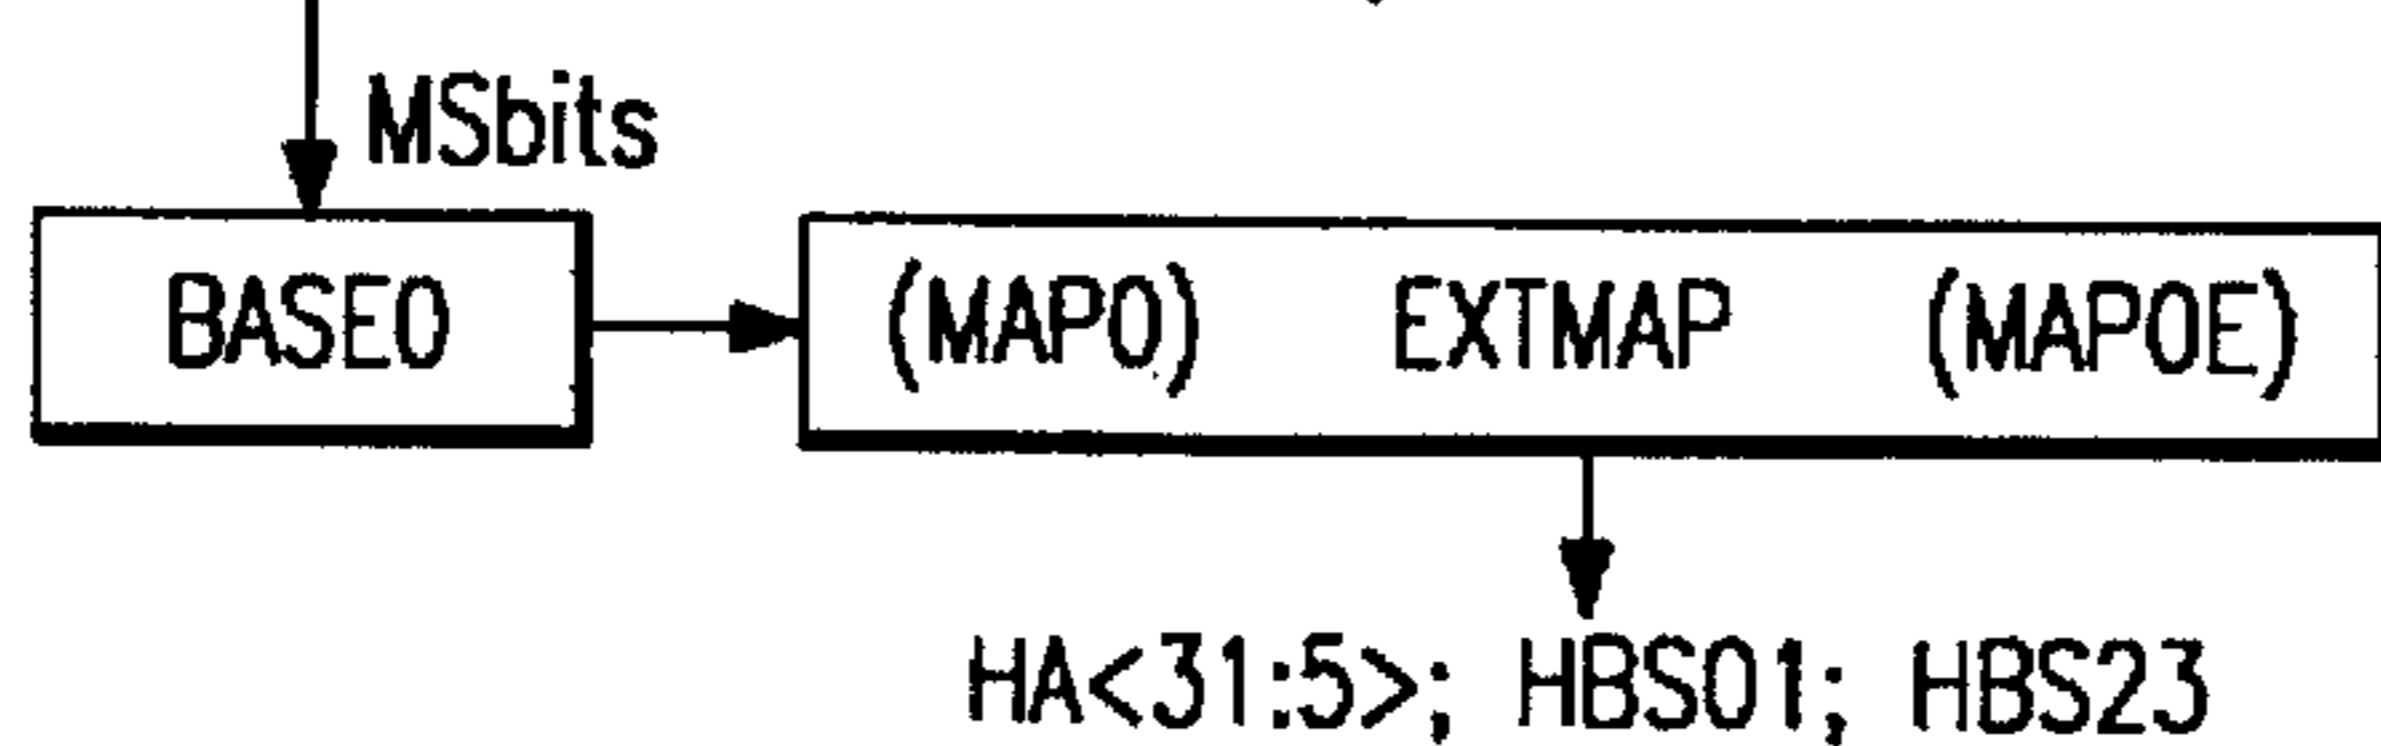 MSbits
BASE0
(MAP0) EXTMAP (MAP0E)
HA<31:5>; HBS01; HBS23